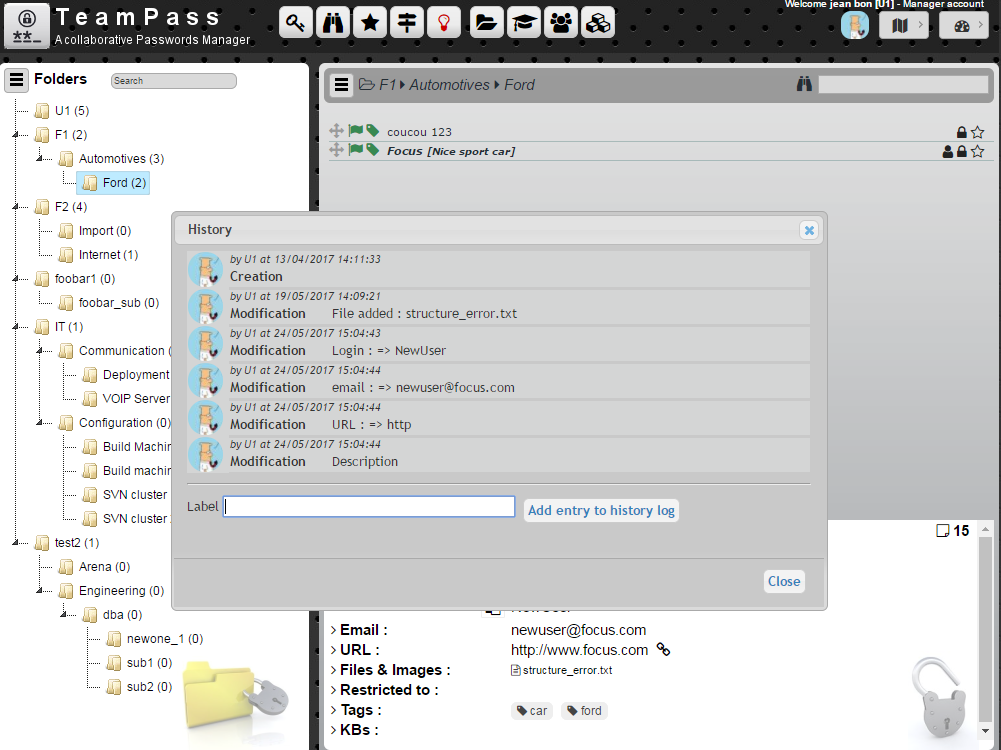 TeamPass
A collaborative Passwords Manager
Welcome jean bon [U1] - Manager account
Folders
Search
U1 (5)
F1 (2)
Automotives (3)
Ford (2)
F2 (4)
Import (0)
Internet (1)
foobar1 (0)
foobar_sub (0)
IT (1)
Communication (
Deployment
VOIP Server
Configuration (0)
Build Machin
Build machin
SVN cluster
SVN cluster
test2 (1)
Arena (0)
Engineering (0)
dba (0)
newone_1 (0)
sub1 (0)
sub2 (0)
F1 Automotives Ford
coucou 123
Focus [Nice sport car]
History
by U1 at 13/04/2017 14:11:33
Creation
by U1 at 19/05/2017 14:09:21
Modification File added : structure_error.txt
by U1 at 24/05/2017 15:04:43
Modification Login : => NewUser
by U1 at 24/05/2017 15:04:44
Modification email : => newuser@focus.com
by U1 at 24/05/2017 15:04:44
Modification URL : => http
by U1 at 24/05/2017 15:04:44
Modification Description
Label Add entry to history log
Close
15
Email : newuser@focus.com
URL : http://www.focus.com
Files & Images : structure_error.txt
Restricted to :
Tags : car ford
KBs :